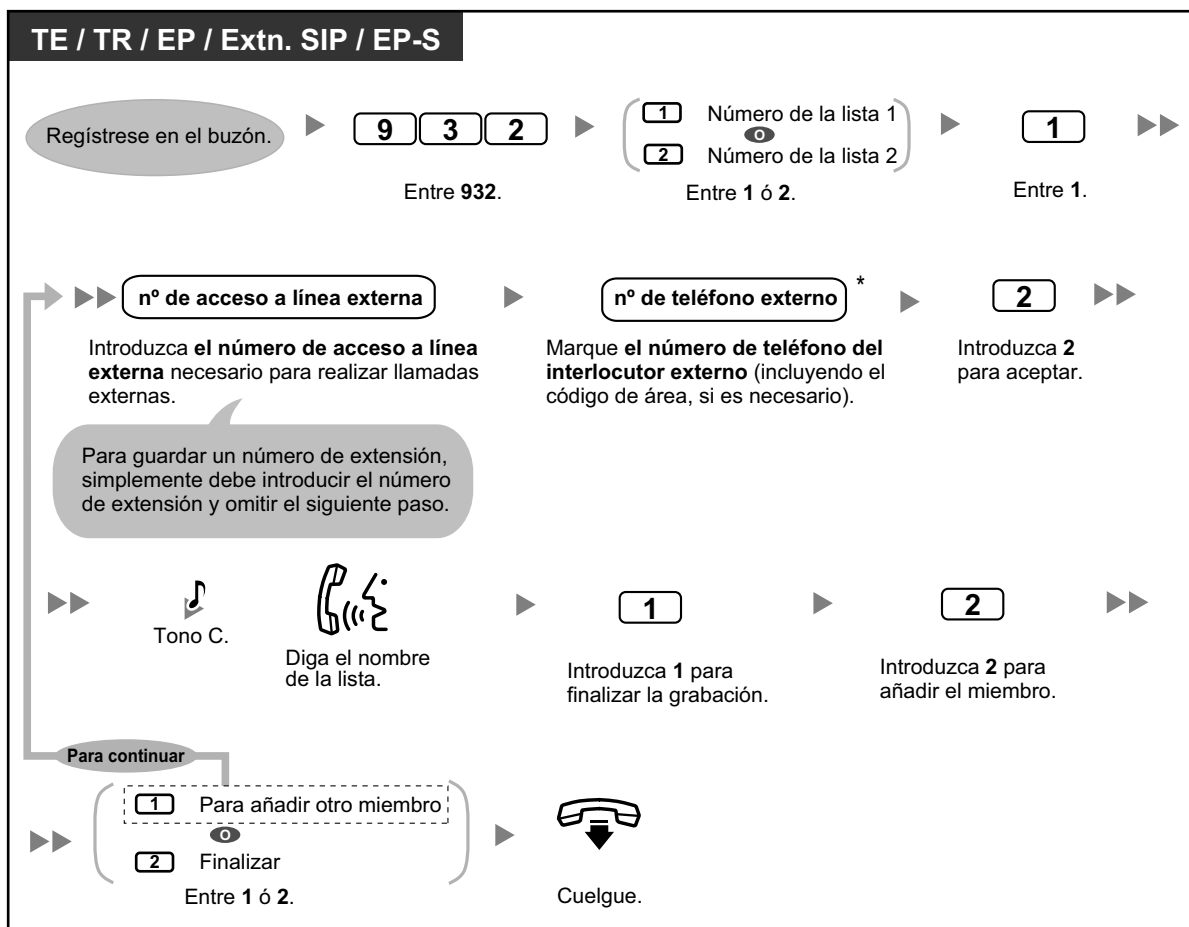 TE / TR / EP / Extn. SIP / EP-S
Regístrese en el buzón.
9 3 2
Entre 932.
1 Número de la lista 1
O
2 Número de la lista 2
Entre 1 ó 2.
1
Entre 1.
nº de acceso a línea externa
Introduzca el número de acceso a línea
externa necesario para realizar llamadas
externas.
Para guardar un número de extensión,
simplemente debe introducir el número
de extensión y omitir el siguiente paso.
nº de teléfono externo *
Marque el número de teléfono del
interlocutor externo (incluyendo el
código de área, si es necesario).
2
Introduzca 2
para aceptar.
Tono C.
Diga el nombre
de la lista.
1
Introduzca 1 para
finalizar la grabación.
2
Introduzca 2 para
añadir el miembro.
Para continuar
1 Para añadir otro miembro
O
2 Finalizar
Entre 1 ó 2.
Cuelgue.